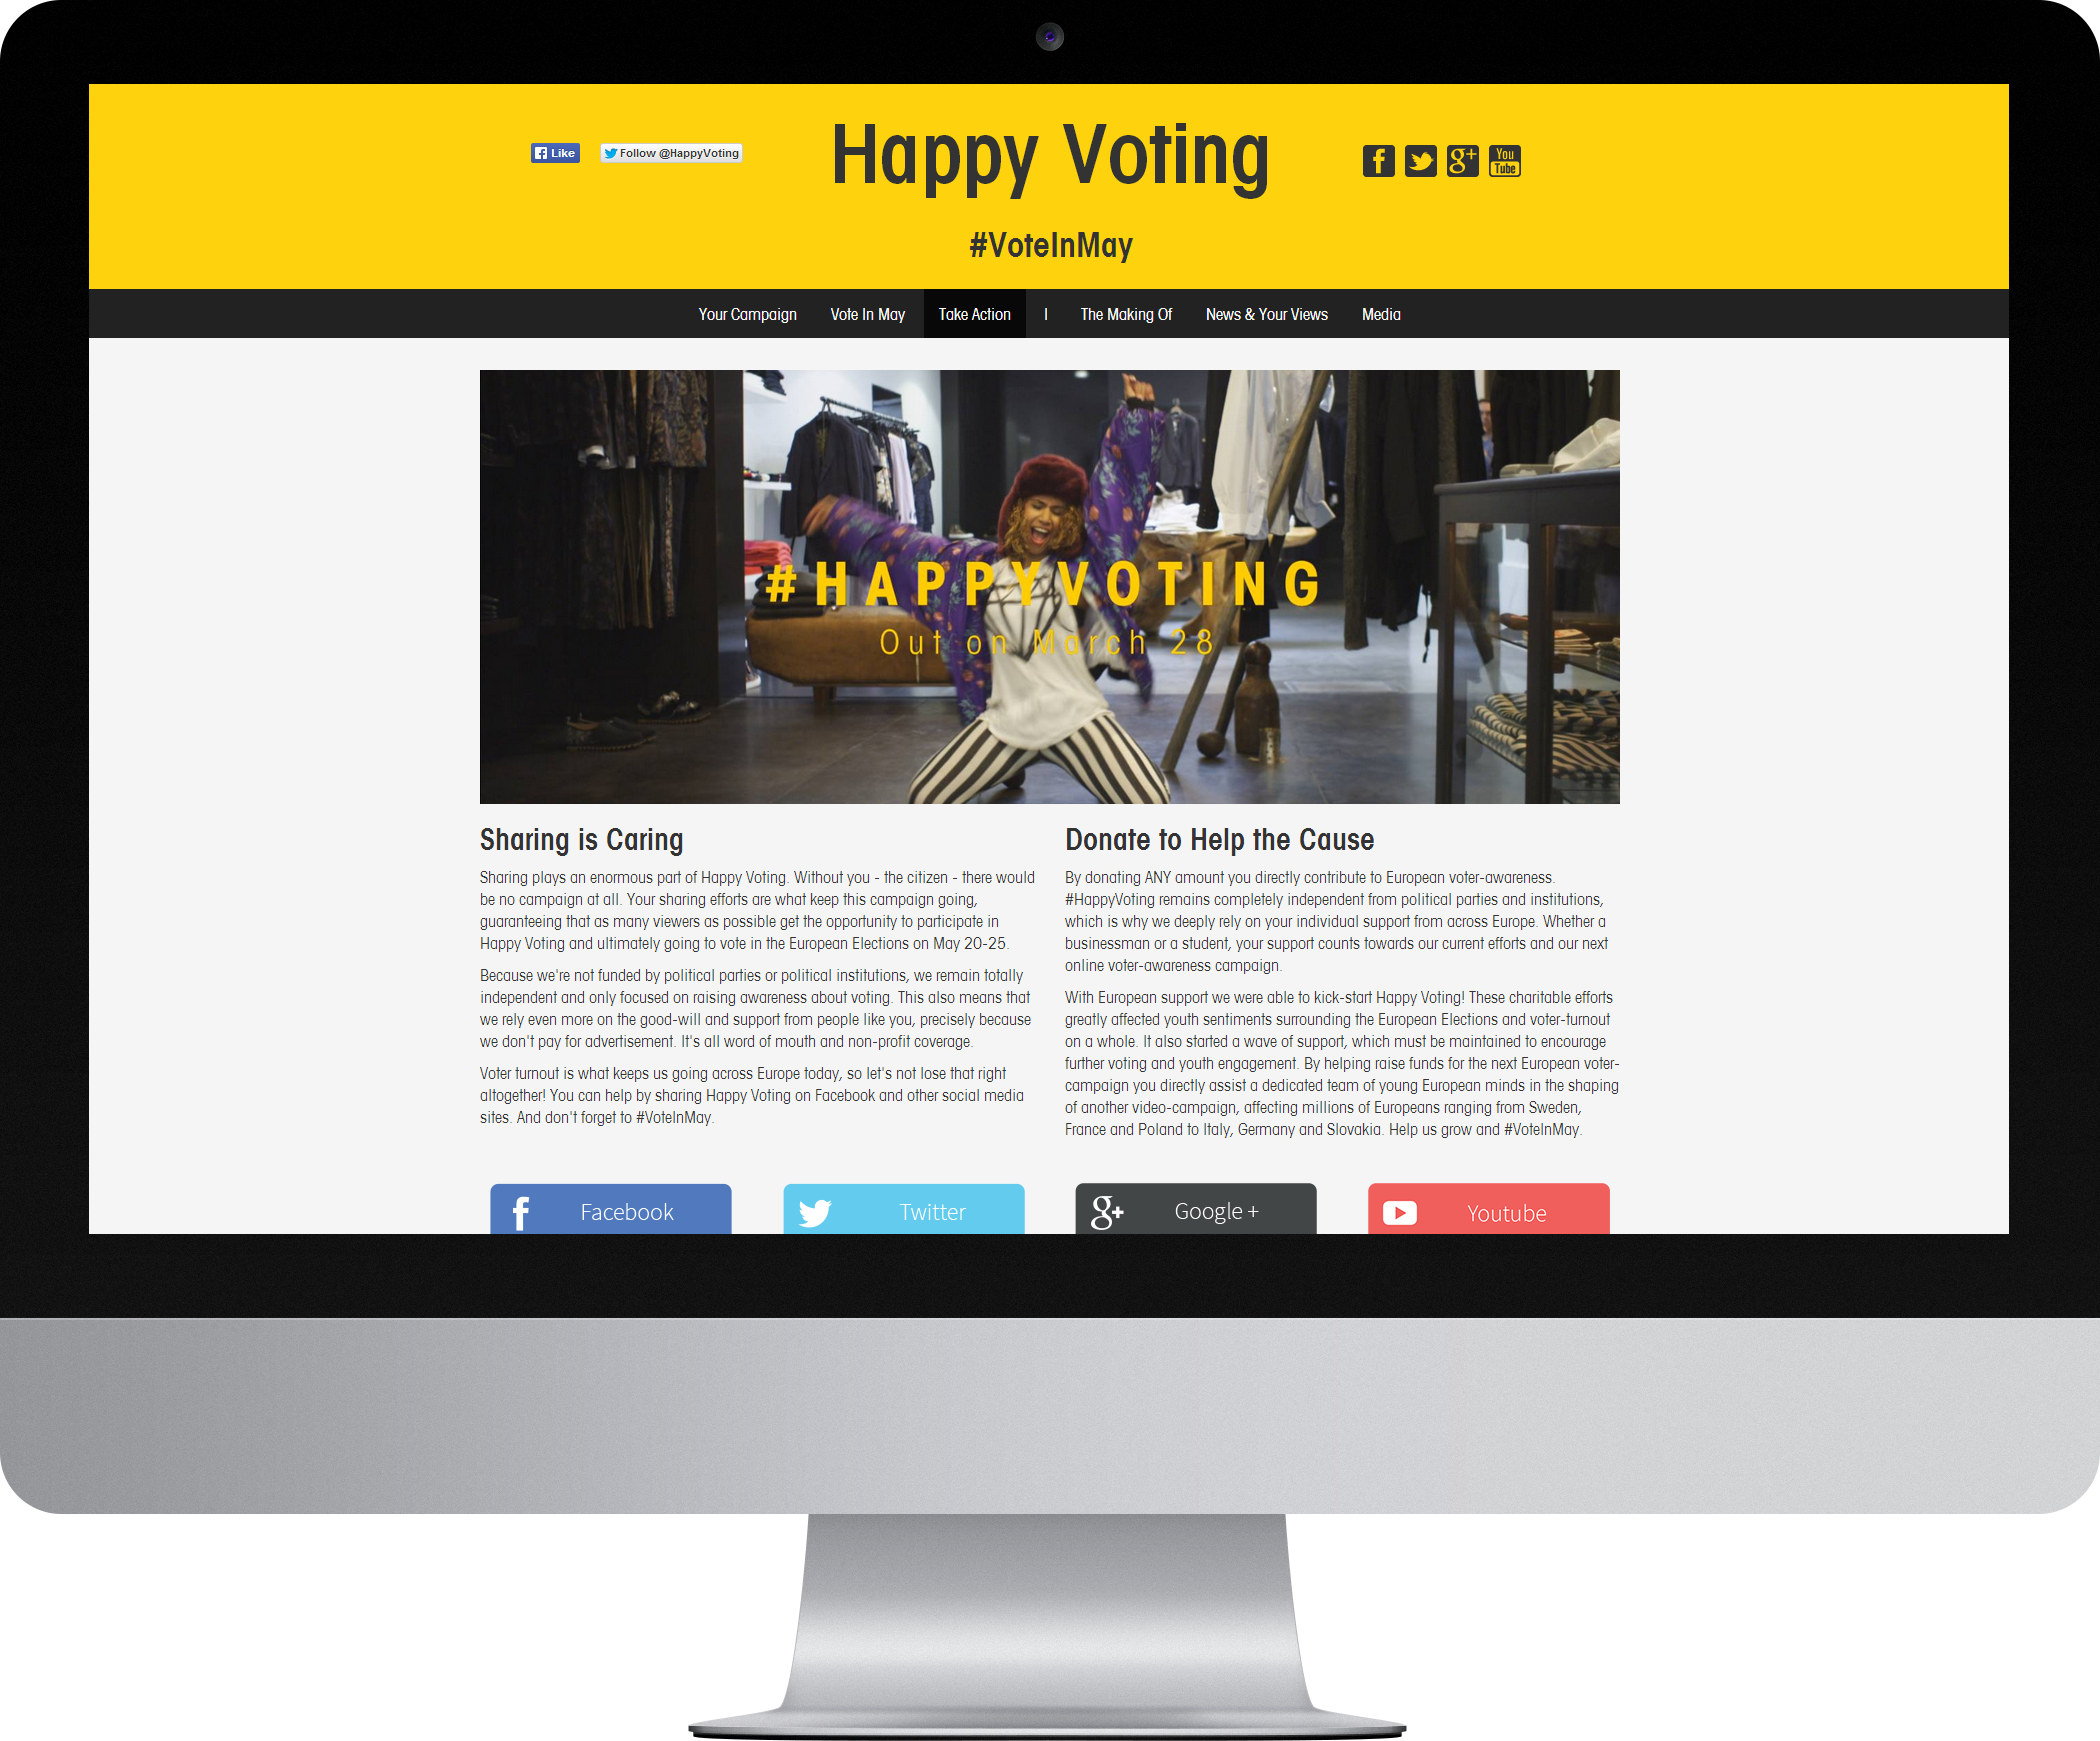 Like
Follow @HappyVoting
Happy Voting
f
g+
You
Tube
#VoteInMay
Your Campaign
Vote In May
Take Action
|
The Making Of
News & Your Views
Media
#HAPPYVOTING
Out on March 28
Sharing is Caring
Sharing plays an enormous part of Happy Voting. Without you - the citizen - there would
be no campaign at all. Your sharing efforts are what keep this campaign going,
guaranteeing that as many viewers as possible get the opportunity to participate in
Happy Voting and ultimately going to vote in the European Elections on May 20-25.
Because we're not funded by political parties or political institutions, we remain totally
independent and only focused on raising awareness about voting. This also means that
we rely even more on the good-will and support from people like you, precisely because
we don't pay for advertisement. It's all word of mouth and non-profit coverage.
Voter turnout is what keeps us going across Europe today, so let's not lose that right
altogether! You can help by sharing Happy Voting on Facebook and other social media
sites. And don't forget to #VoteInMay.
Donate to Help the Cause
By donating ANY amount you directly contribute to European voter-awareness.
#HappyVoting remains completely independent from political parties and institutions,
which is why we deeply rely on your individual support from across Europe. Whether a
businessman or a student, your support counts towards our current efforts and our next
online voter-awareness campaign.
With European support we were able to kick-start Happy Voting! These charitable efforts
greatly affected youth sentiments surrounding the European Elections and voter-turnout
on a whole. It also started a wave of support, which must be maintained to encourage
further voting and youth engagement. By helping raise funds for the next European voter-
campaign you directly assist a dedicated team of young European minds in the shaping
of another video-campaign, affecting millions of Europeans ranging from Sweden,
France and Poland to Italy, Germany and Slovakia. Help us grow and #VoteInMay.
f
Facebook
Twitter
g+
Google +
Youtube